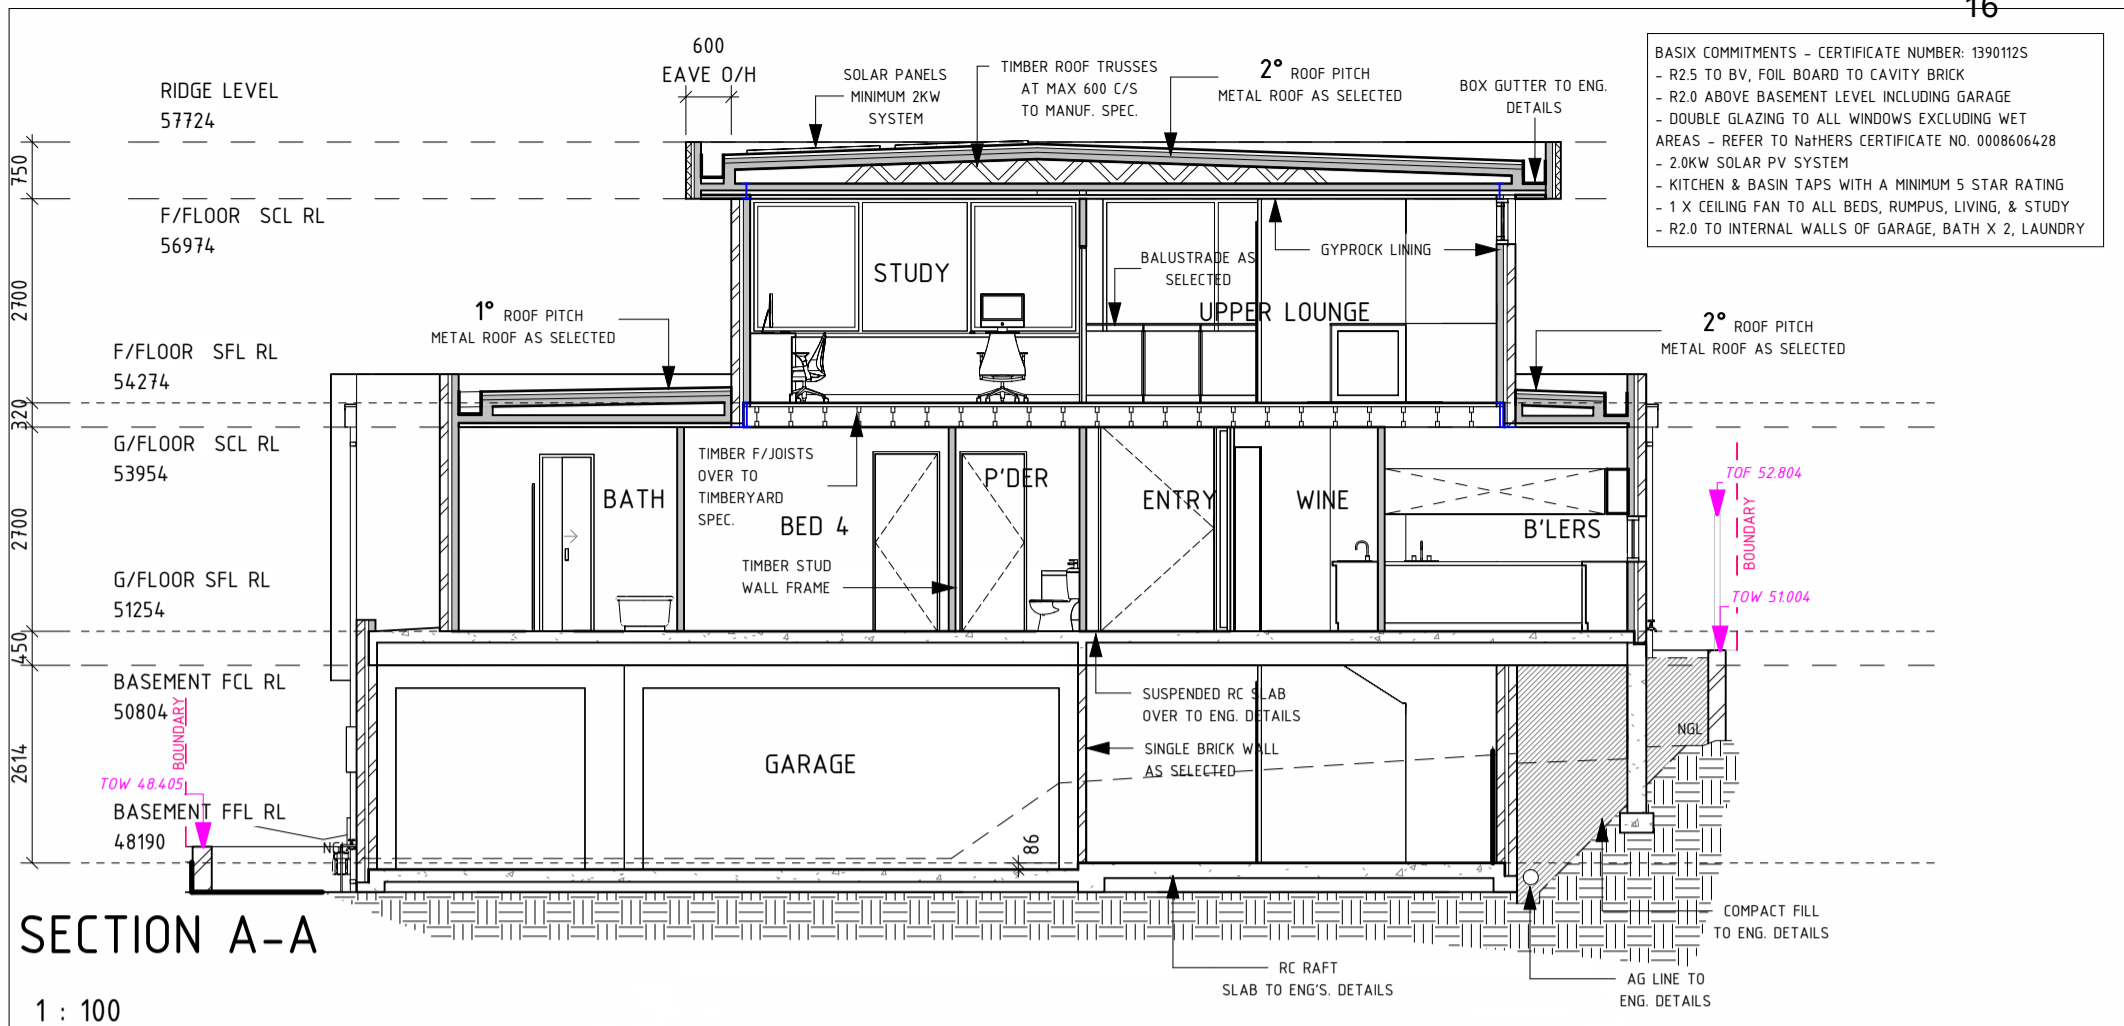 16
BASIX COMMITMENTS - CERTIFICATE NUMBER: 1390112S
- R2.5 TO BV, FOIL BOARD TO CAVITY BRICK
- R2.0 ABOVE BASEMENT LEVEL INCLUDING GARAGE
- DOUBLE GLAZING TO ALL WINDOWS EXCLUDING WET
AREAS - REFER TO NatHERS CERTIFICATE NO. 0008606428
- 2.0KW SOLAR PV SYSTEM
- KITCHEN & BASIN TAPS WITH A MINIMUM 5 STAR RATING
- 1 X CEILING FAN TO ALL BEDS, RUMPUS, LIVING, & STUDY
- R2.0 TO INTERNAL WALLS OF GARAGE, BATH X 2, LAUNDRY
600
EAVE O/H
SOLAR PANELS
MINIMUM 2KW
SYSTEM
TIMBER ROOF TRUSSES
AT MAX 600 C/S
TO MANUF. SPEC.
2° ROOF PITCH
METAL ROOF AS SELECTED
BOX GUTTER TO ENG.
DETAILS
RIDGE LEVEL
57724
750
F/FLOOR SCL RL
56974
2700
STUDY
BALUSTRADE AS
SELECTED
GYPROCK LINING
UPPER LOUNGE
1° ROOF PITCH
METAL ROOF AS SELECTED
2° ROOF PITCH
METAL ROOF AS SELECTED
F/FLOOR SFL RL
54274
320
G/FLOOR SCL RL
53954
2700
TIMBER F/JOISTS
OVER TO
TIMBERYARD
SPEC.
BATH
BED 4
P'DER
ENTRY
WINE
B'LERS
TOF 52.804
BOUNDARY
TOW 51.004
TIMBER STUD
WALL FRAME
G/FLOOR SFL RL
51254
450
BASEMENT FCL RL
50804
BOUNDARY
2614
TOW 48.405
SUSPENDED RC SLAB
OVER TO ENG. DETAILS
SINGLE BRICK WALL
AS SELECTED
GARAGE
NGL
BASEMENT FFL RL
48190
NGL
86
SECTION A-A
1 : 100
RC RAFT
SLAB TO ENG'S. DETAILS
COMPACT FILL
TO ENG. DETAILS
AG LINE TO
ENG. DETAILS